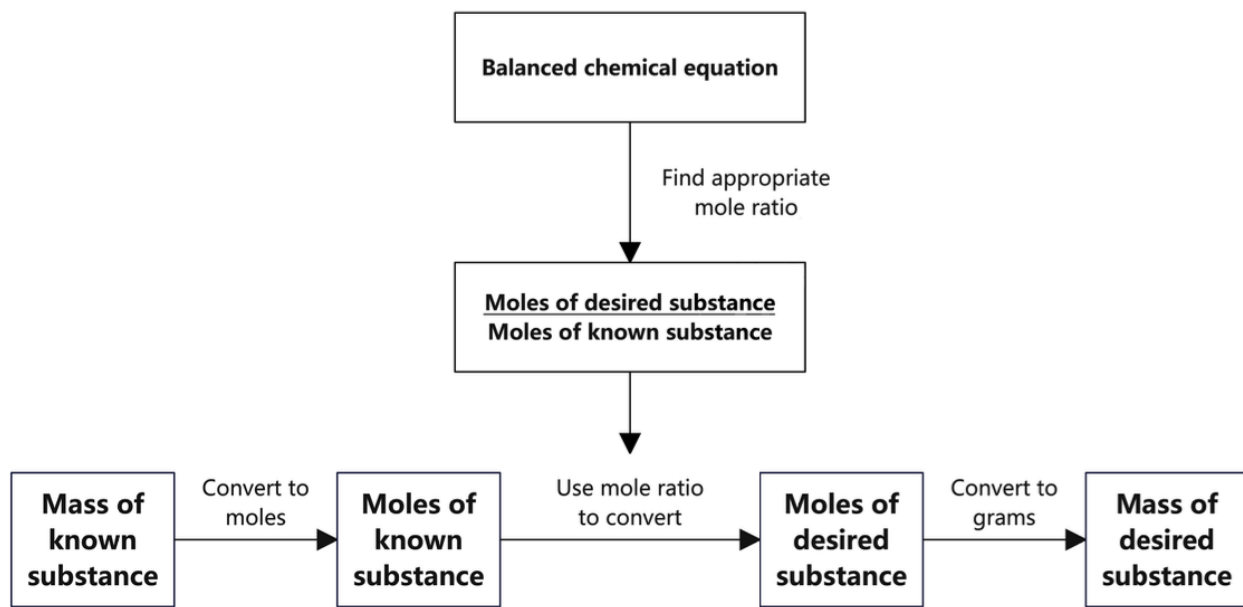 Balanced chemical equation
Find appropriate
mole ratio
Moles of desired substance
Moles of known substance
Mass of
known
substance
Convert to
moles
Moles of
known
substance
Use mole ratio
to convert
Moles of
desired
substance
Convert to
grams
Mass of
desired
substance